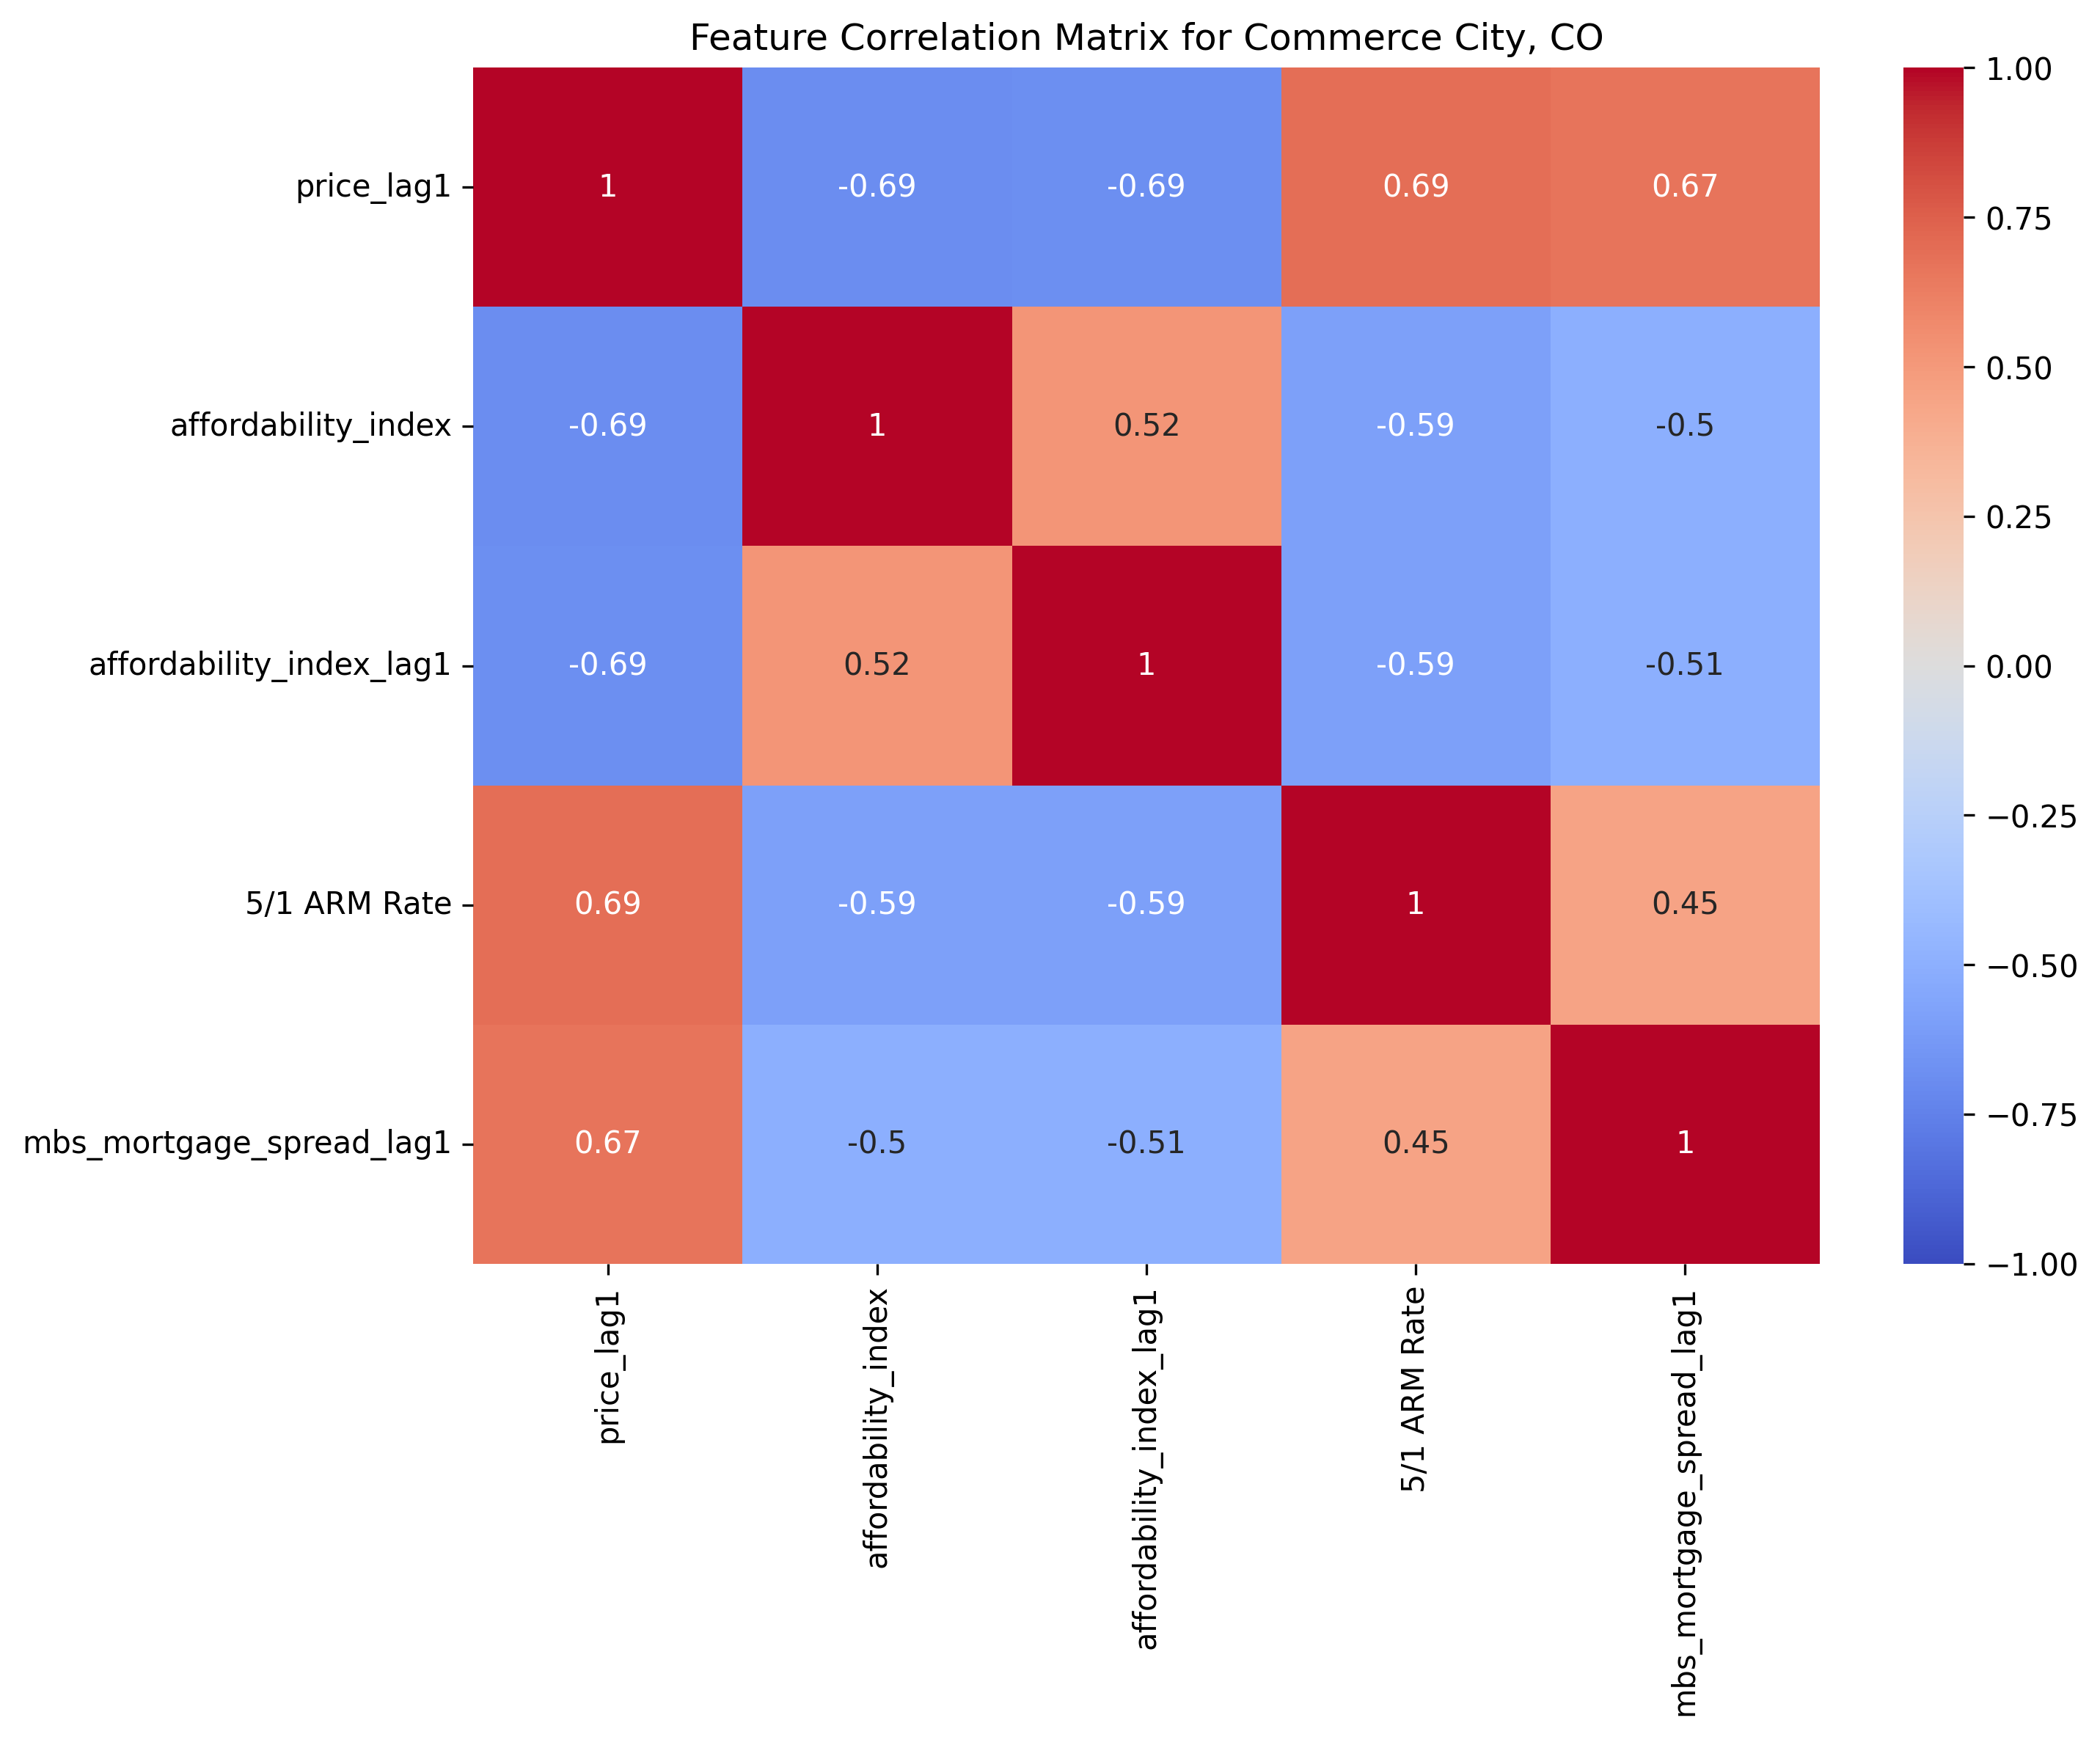 Feature Correlation Matrix for Commerce City, CO
price_lag1 1 -0.69 -0.69 0.69 0.67
affordability_index -0.69 1 0.52 -0.59 -0.5
affordability_index_lag1 -0.69 0.52 1 -0.59 -0.51
5/1 ARM Rate 0.69 -0.59 -0.59 1 0.45
mbs_mortgage_spread_lag1 0.67 -0.5 -0.51 0.45 1
price_lag1
affordability_index
affordability_index_lag1
5/1 ARM Rate
mbs_mortgage_spread_lag1
1.00
0.75
0.50
0.25
0.00
−0.25
−0.50
−0.75
−1.00